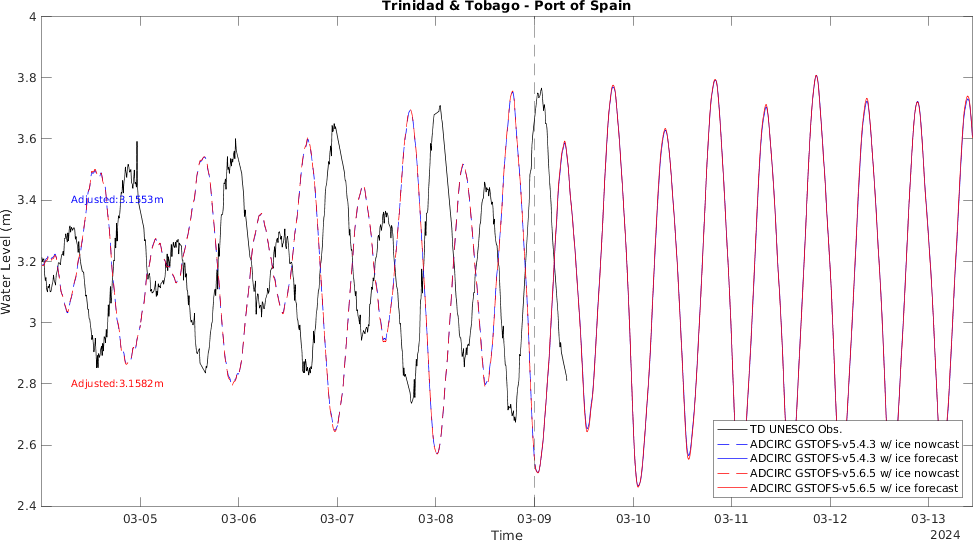 Trinidad & Tobago - Port of Spain
4
3.8
3.6
3.4
3.2
3
2.8
2.6
2.4
Water Level (m)
Adjusted:3.1553m
Adjusted:3.1582m
TD UNESCO Obs.
ADCIRC GSTOFS-v5.4.3 w/ ice nowcast
ADCIRC GSTOFS-v5.4.3 w/ ice forecast
ADCIRC GSTOFS-v5.6.5 w/ ice nowcast
ADCIRC GSTOFS-v5.6.5 w/ ice forecast
03-05 03-06 03-07 03-08 03-09 03-10 03-11 03-12 03-13
Time 2024